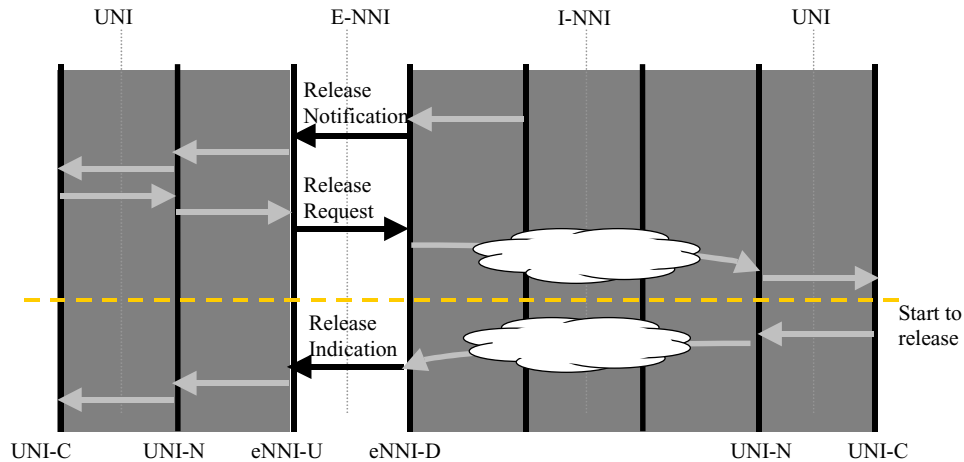 UNI
E-NNI
I-NNI
UNI
Release
Notification
Release
Request
Start to
release
Release
Indication
UNI-C
UNI-N
eNNI-U
eNNI-D
UNI-N
UNI-C